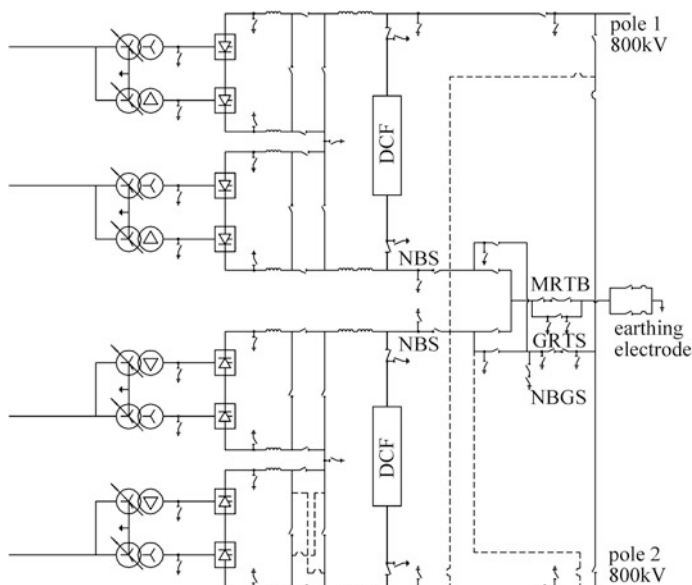 pole 1
800kV
DCF
NBS
MRTB
NBS
GRTS
earthing
electrode
NBGS
DCF
pole 2
800kV